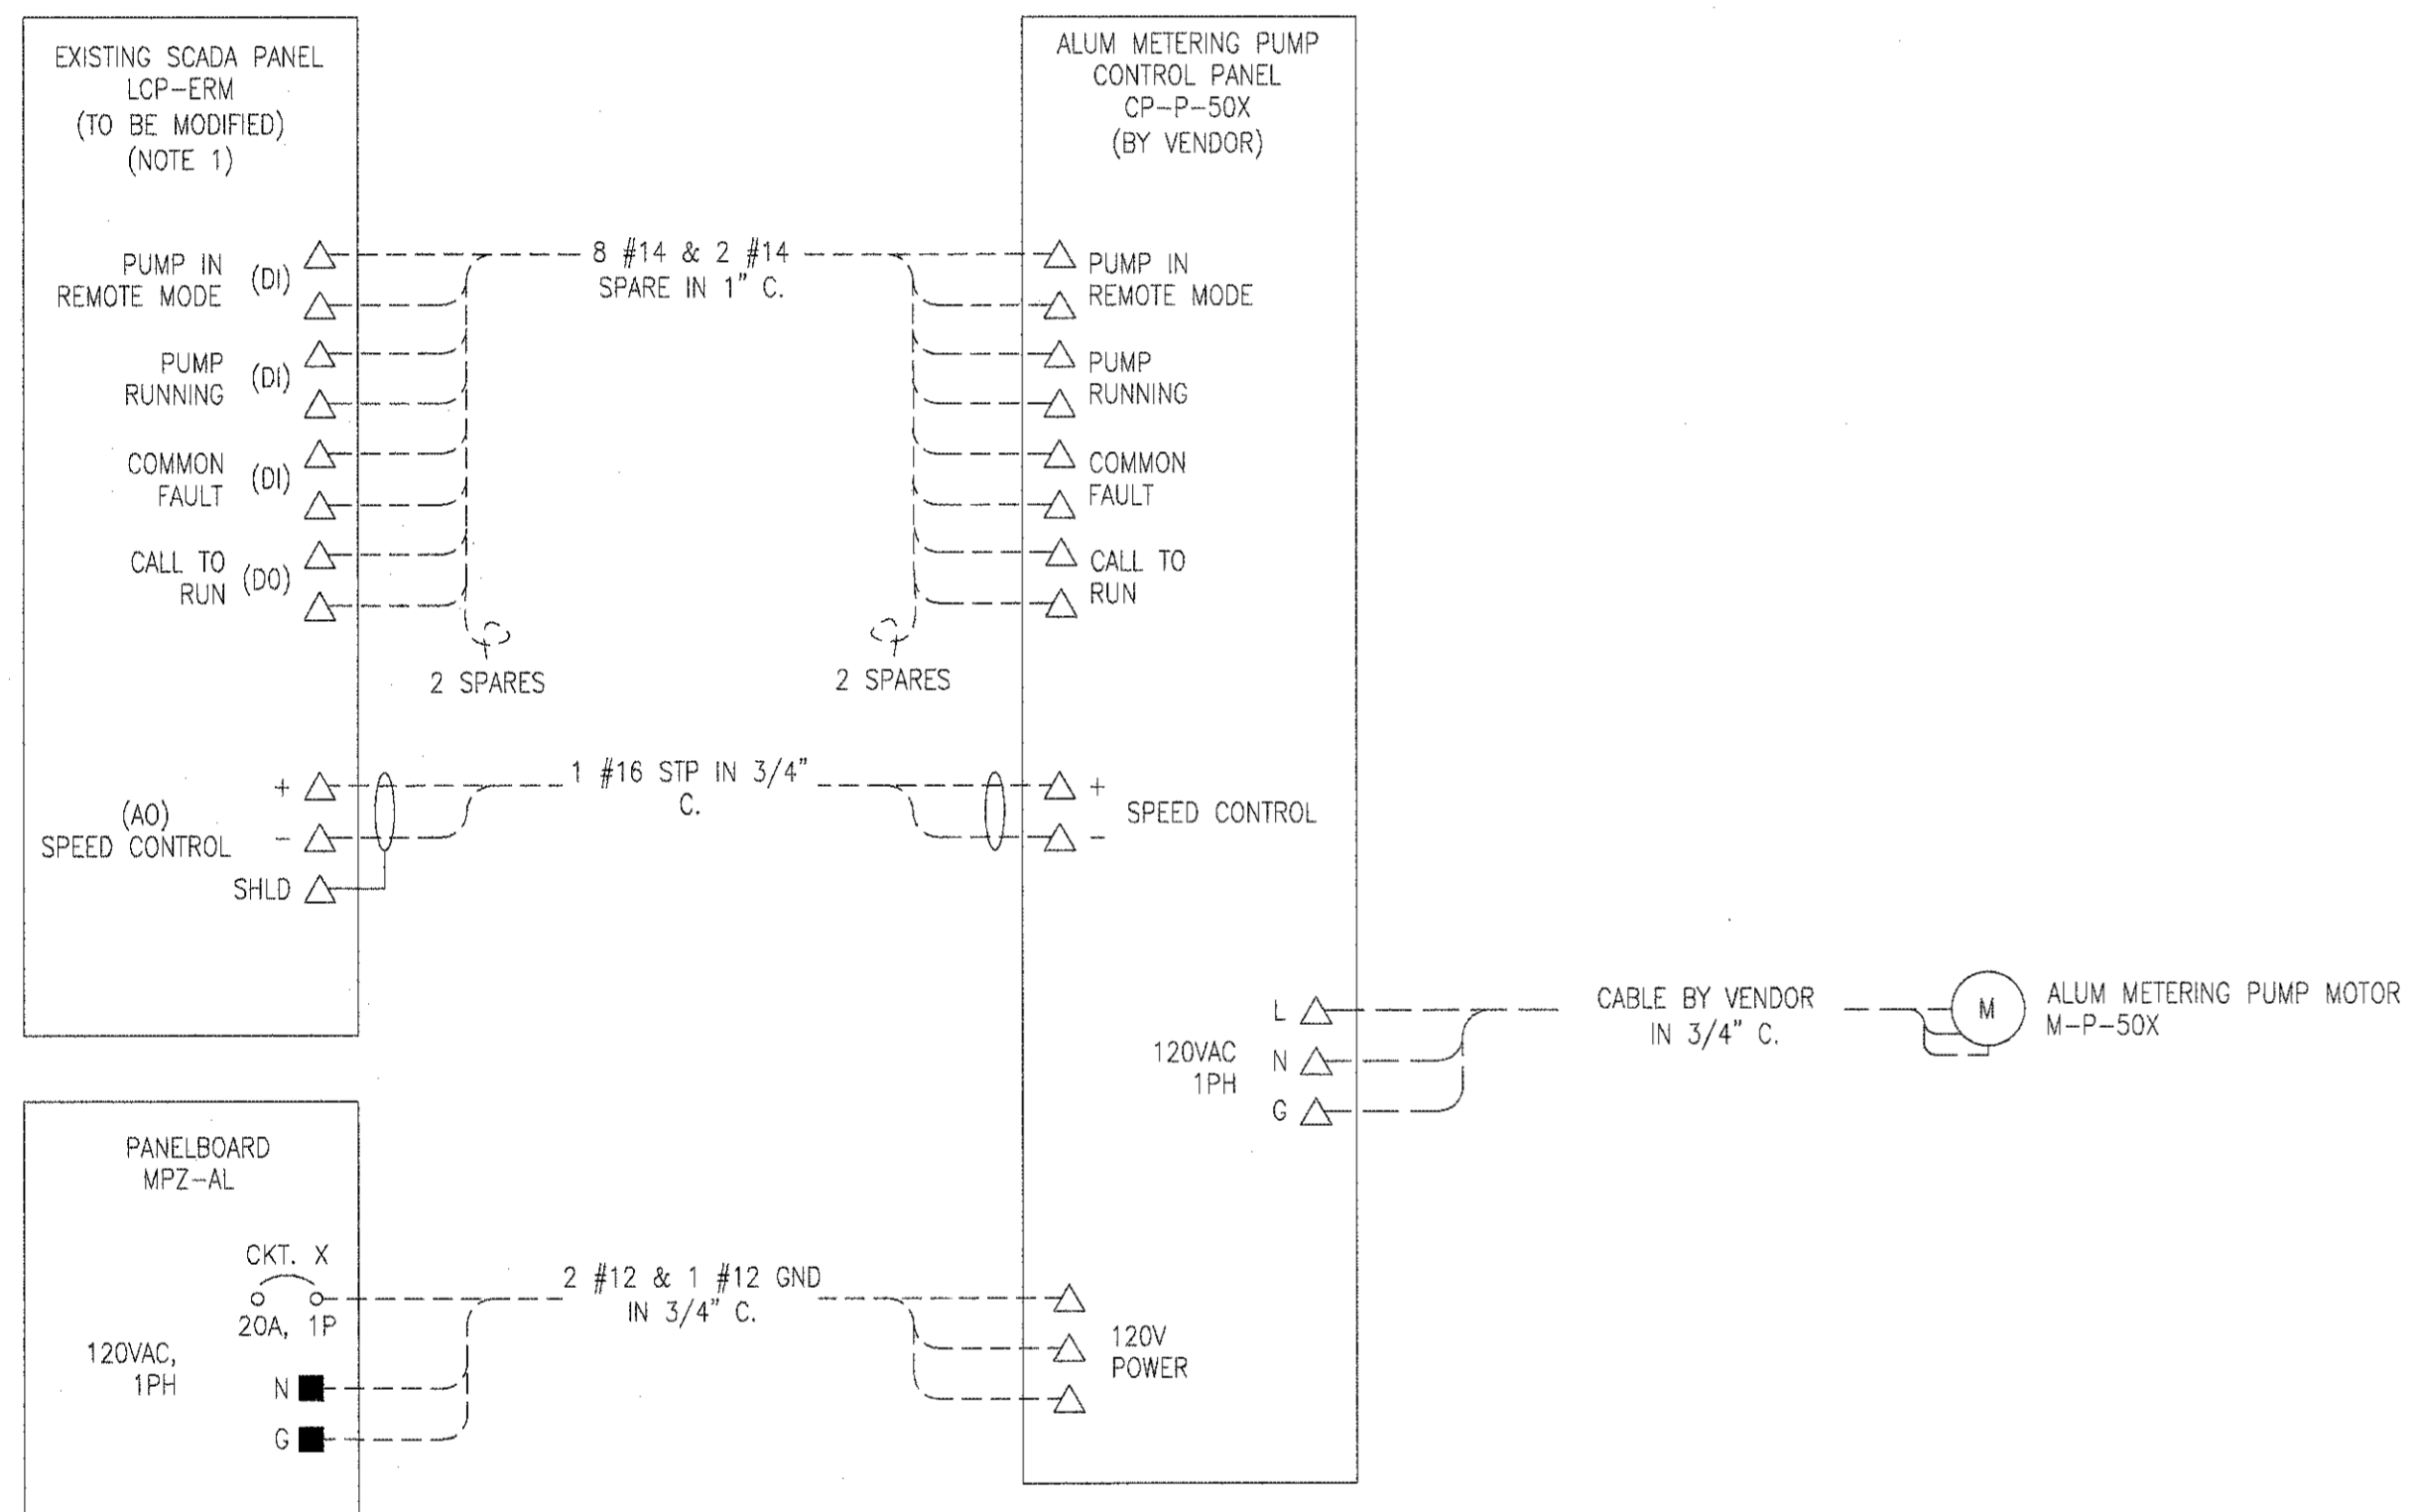 EXISTING SCADA PANEL
LCP-ERM
(TO BE MODIFIED)
(NOTE 1)
PUMP IN
REMOTE MODE
(DI)
PUMP
RUNNING
(DI)
COMMON
FAULT
(DI)
CALL TO
RUN
(DO)
2 SPARES
(AO)
SPEED CONTROL
+
-
SHLD
8 #14 & 2 #14
SPARE IN 1" C.
2 SPARES
1 #16 STP IN 3/4"
C.
ALUM METERING PUMP
CONTROL PANEL
CP-P-50X
(BY VENDOR)
PUMP IN
REMOTE MODE
PUMP
RUNNING
COMMON
FAULT
CALL TO
RUN
+
-
SPEED CONTROL
L
120VAC
1PH
N
G
CABLE BY VENDOR
IN 3/4" C.
M
ALUM METERING PUMP MOTOR
M-P-50X
PANELBOARD
MPZ-AL
CKT. X
20A, 1P
120VAC,
1PH
N
G
2 #12 & 1 #12 GND
IN 3/4" C.
120V
POWER